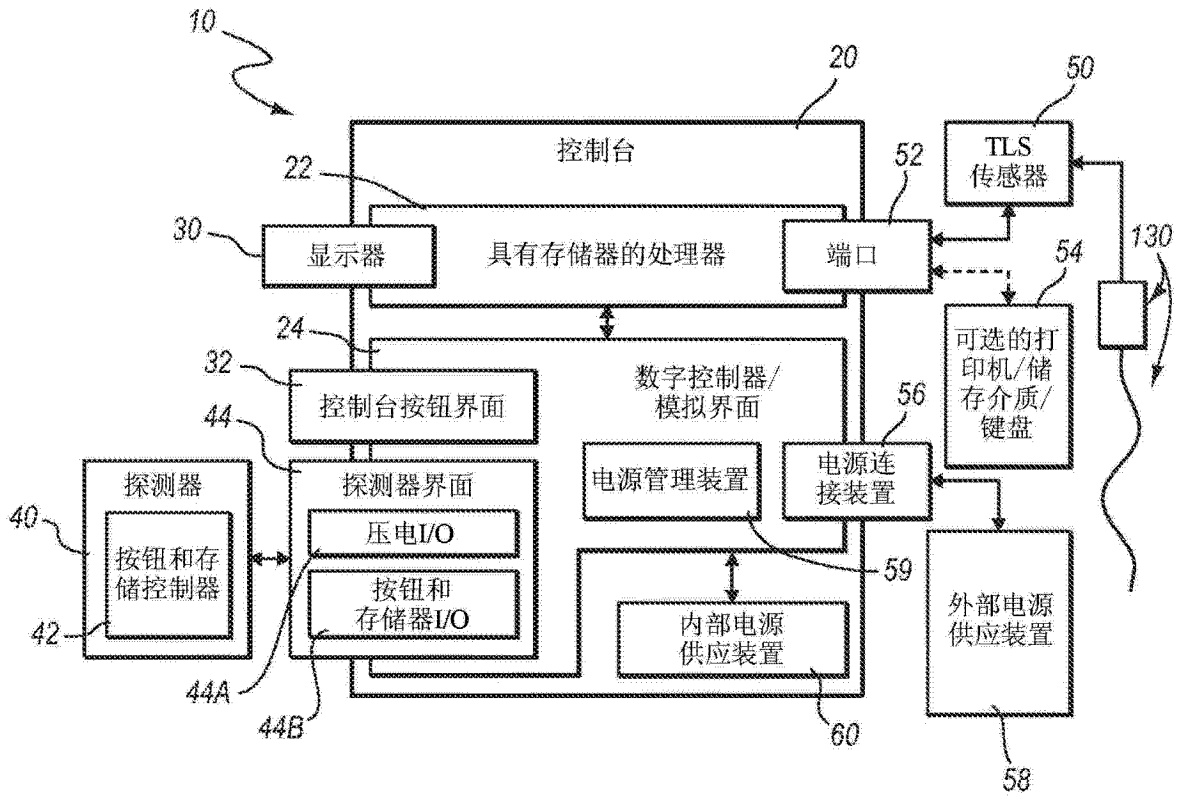 10
20
50
控制台
TLS
传感器
22
52
30
显示器
具有存储器的处理器
端口
130
54
24
可选的打
印机/储
存介质/
键盘
32
控制台按钮界面
数字控制器/
模拟界面
56
44
电源连
接装置
探测器
探测器界面
电源管理装置
40
按钮和存
储控制器
42
压电I/O
44A
按钮和
存储器I/O
44B
59
内部电源
供应装置
60
外部电源
供应装置
58